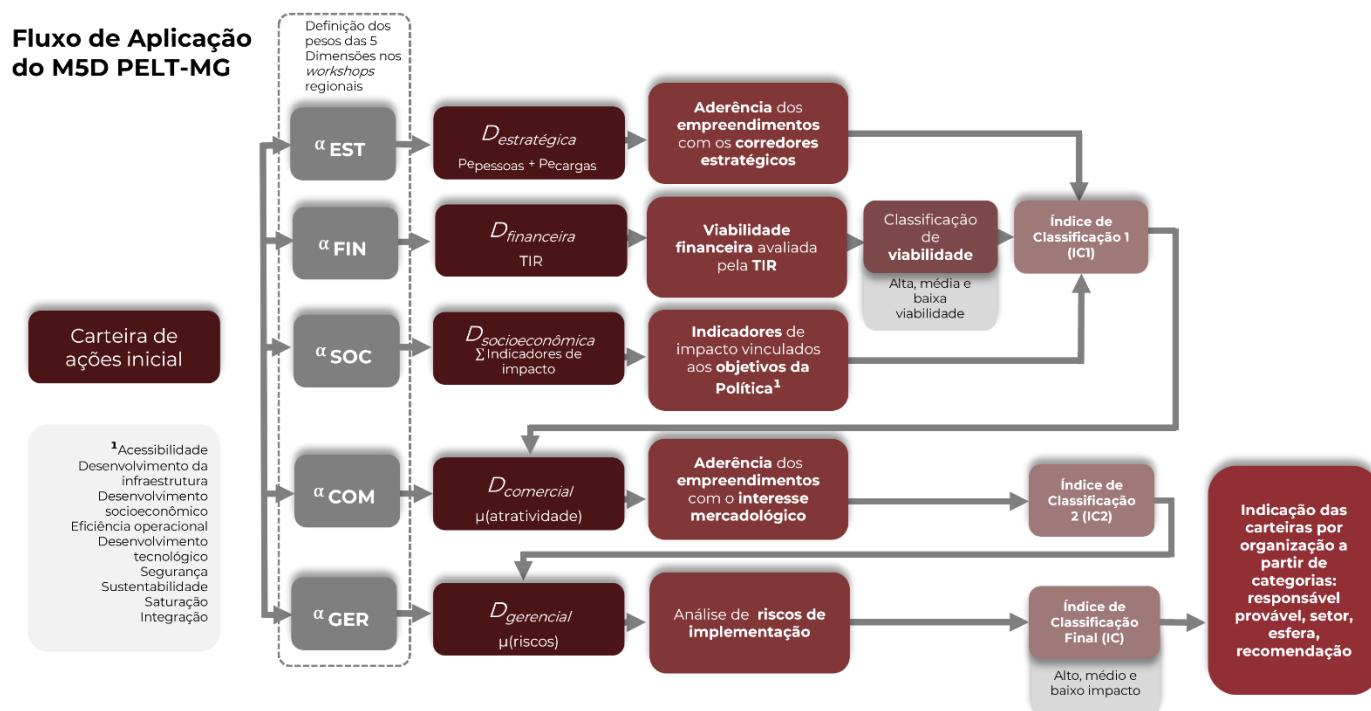 Fluxo de Aplicação
do M5D PELT-MG
Definição dos
pesos das 5
Dimensões nos
workshops
regionais
α EST
D estratégica
Pepessoas + Pecargas
Aderência dos
empreendimentos
com os corredores
estratégicos
α FIN
D financeira
TIR
Viabilidade
financeira avaliada
pela TIR
Classificação
de
viabilidade
Alta, média e
baixa
viabilidade
Índice de
Classificação 1
(IC1)
Carteira de
ações inicial
α SOC
D socioeconômica
∑ Indicadores de
impacto
Indicadores de
impacto vinculados
aos objetivos da
Política¹
¹Acessibilidade
Desenvolvimento da
infraestrutura
Desenvolvimento
socioeconômico
Eficiência operacional
Desenvolvimento
tecnológico
Segurança
Sustentabilidade
Saturação
Integração
α COM
D comercial
μ(atratividade)
Aderência dos
empreendimentos
com o interesse
mercadológico
Índice de
Classificação
2 (IC2)
α GER
D gerencial
μ(riscos)
Análise de riscos de
implementação
Índice de
Classificação
Final (IC)
Alto, médio e
baixo impacto
Indicação das
carteiras por
organização a
partir de
categorias:
responsável
provável, setor,
esfera,
recomendação